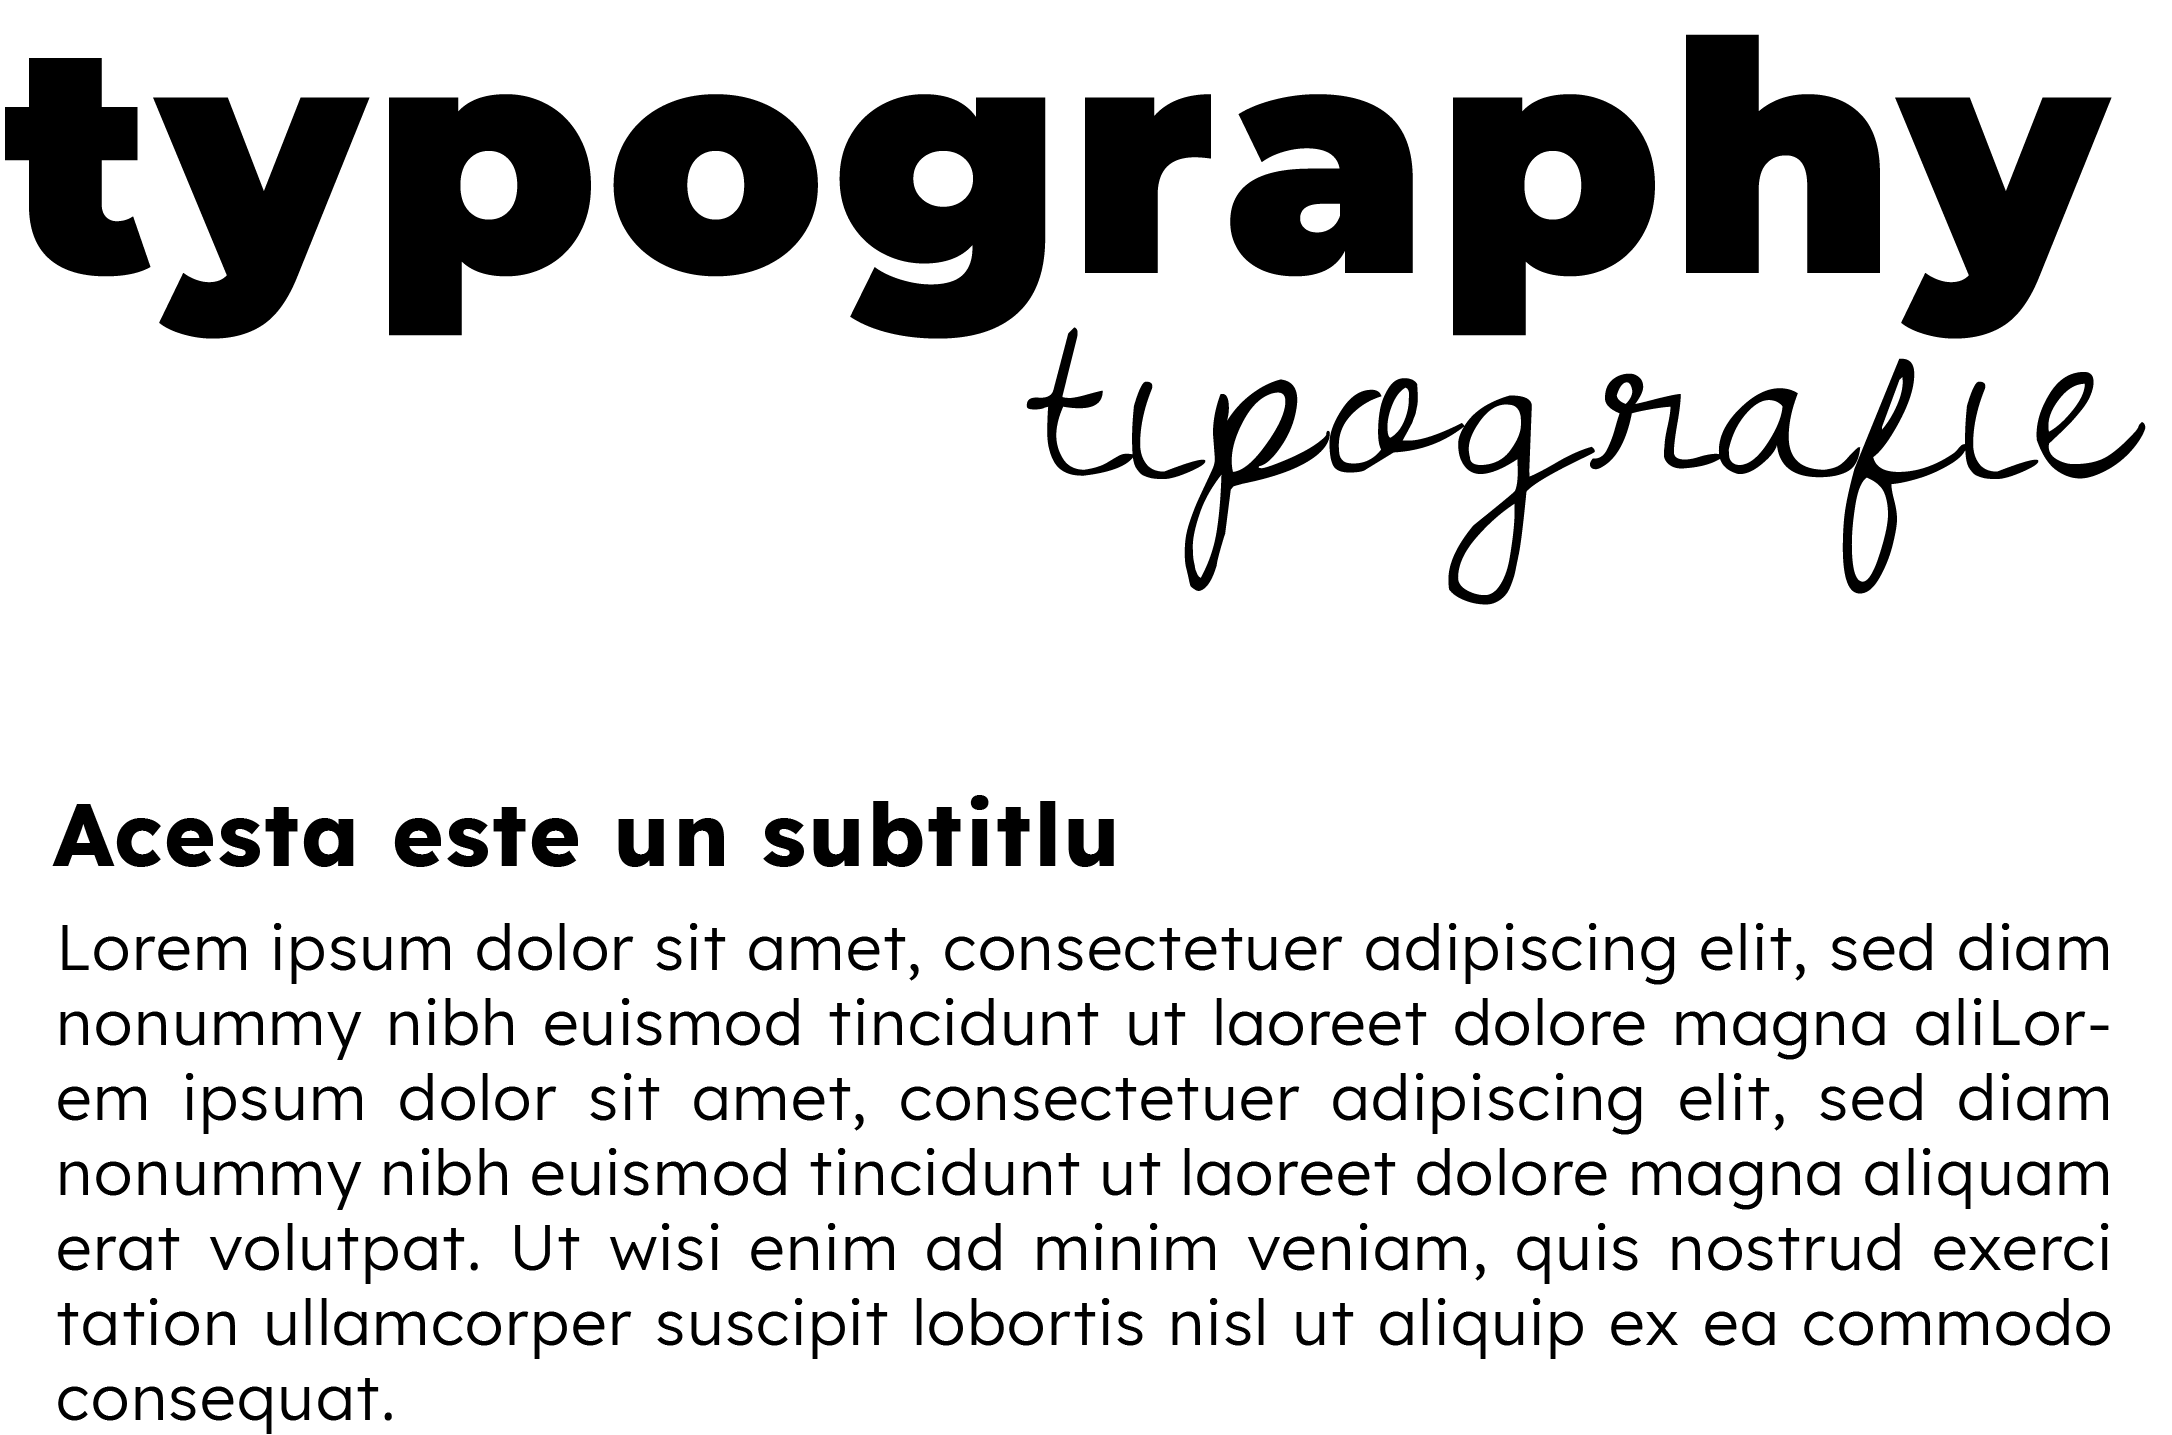 typography
tipografie
Acesta este un subtitlu
Lorem ipsum dolor sit amet, consectetuer adipiscing elit, sed diam
nonummy nibh euismod tincidunt ut laoreet dolore magna aliLor-
em ipsum dolor sit amet, consectetuer adipiscing elit, sed diam
nonummy nibh euismod tincidunt ut laoreet dolore magna aliquam
erat volutpat. Ut wisi enim ad minim veniam, quis nostrud exerci
tation ullamcorper suscipit lobortis nisl ut aliquip ex ea commodo
consequat.